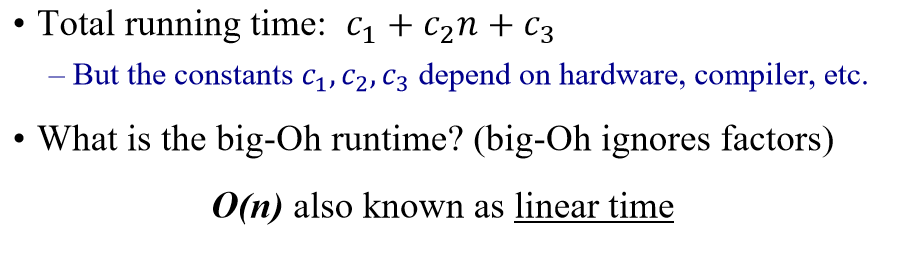 • Total running time: c₁ + c₂n + c₃
– But the constants c₁, c₂, c₃ depend on hardware, compiler, etc.
• What is the big-Oh runtime? (big-Oh ignores factors)
O(n) also known as linear time